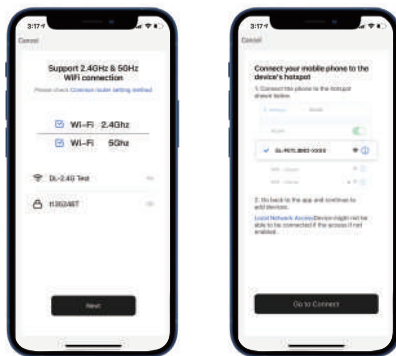 3:17
Cancel
Support 2.4GHz & 5GHz
WiFi connection
Please check Common router setting method
Wi-Fi 2.4Ghz
Wi-Fi 5Ghz
DL-2.4G Test
Next
3:17
Cancel
Connect your mobile phone to the
device's hotspot
1. Connect the phone to the hotspot
shown below.
2. Go back to the app and continue to
add devices.
Local Network Access Device might not be
able to be connected if the access if not
enabled.
Go to Connect